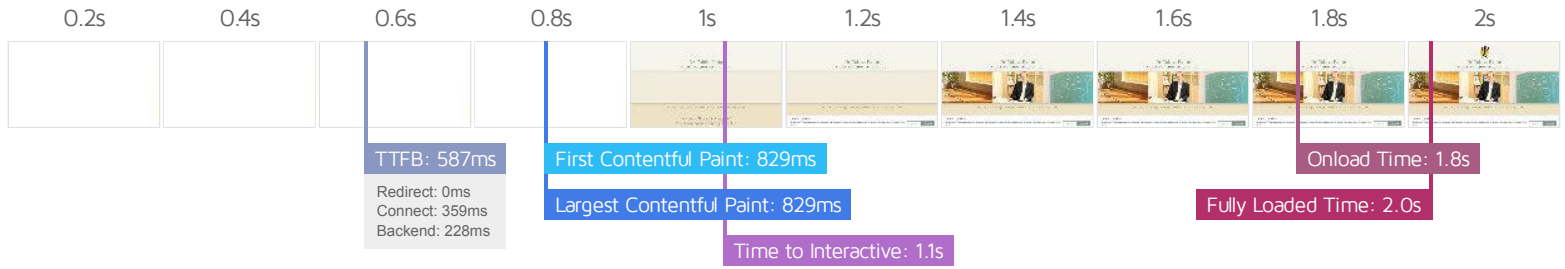 0.2s
0.4s
0.6s
0.8s
1s
1.2s
1.4s
1.6s
1.8s
2s
TTFB: 587ms
Redirect: 0ms
Connect: 359ms
Backend: 228ms
First Contentful Paint: 829ms
Largest Contentful Paint: 829ms
Time to Interactive: 1.1s
Onload Time: 1.8s
Fully Loaded Time: 2.0s